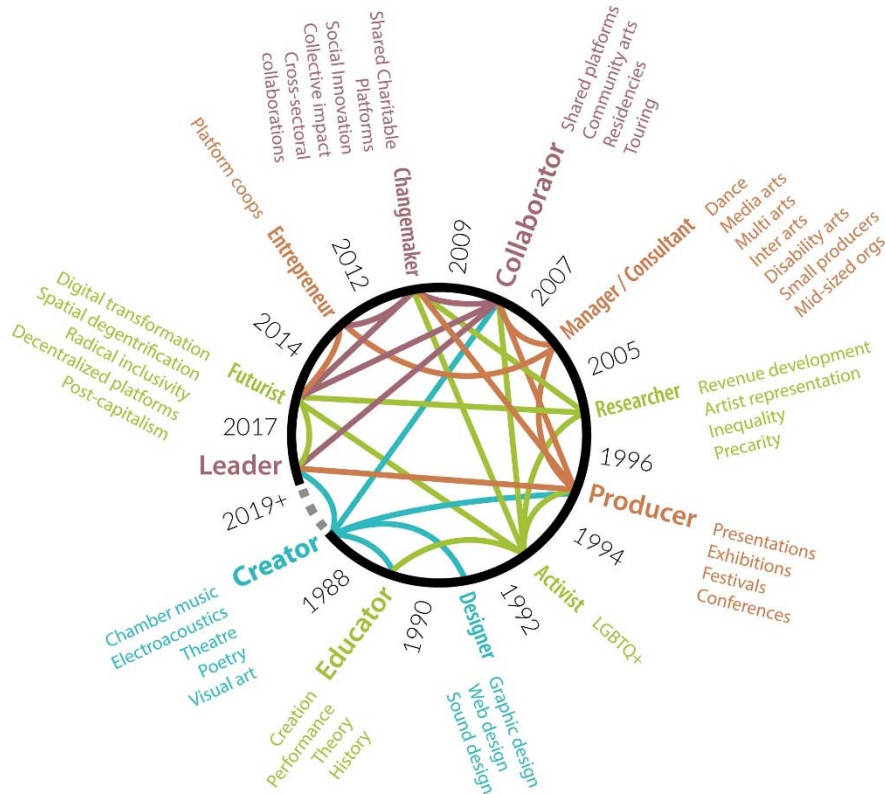 Creator
Chamber music
Electroacoustics
Theatre
Poetry
Visual art
1988
Educator
Creation
Performance
Theory
History
1990
Designer
Graphic design
Web design
Sound design
1992
Activist
LGBTQ+
1994
Producer
Presentations
Exhibitions
Festivals
Conferences
1996
Researcher
Revenue development
Artist representation
Inequality
Precarity
2005
Manager / Consultant
Dance
Media arts
Multi arts
Inter arts
Disability arts
Small producers
Mid-sized orgs
2007
Collaborator
Shared platforms
Community arts
Residencies
Touring
2009
Changemaker
Shared Charitable
Platforms
Social Innovation
Collective impact
Cross-sectoral
collaborations
2012
Entrepreneur
Platform coops
2014
Futurist
Digital transformation
Spatial degentrification
Radical inclusivity
Decentralized platforms
Post-capitalism
2017
Leader
2019+